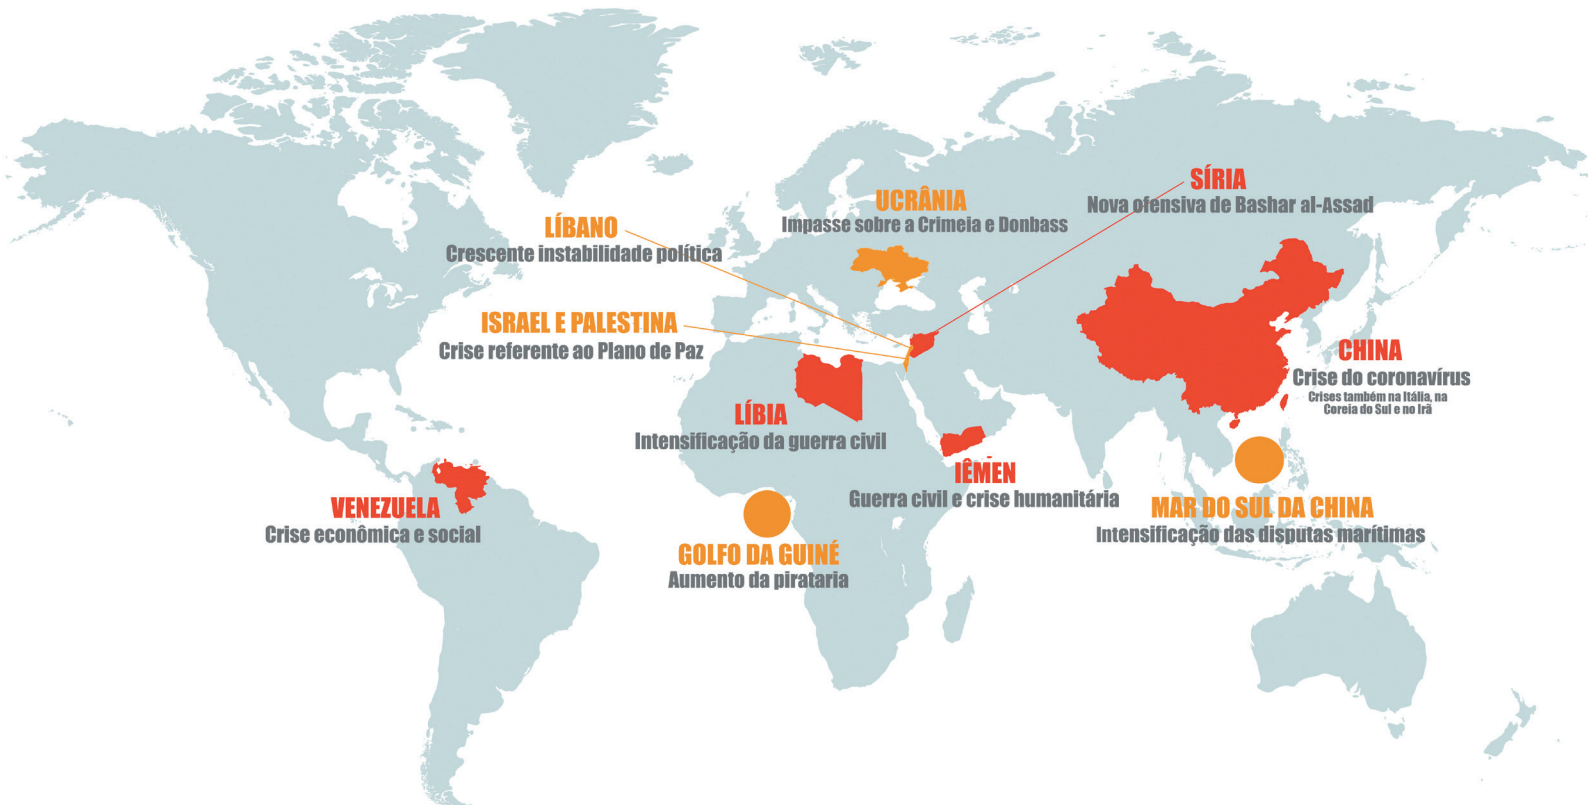 SÍRIA
Nova ofensiva de Bashar al-Assad
UCRÂNIA
Impasse sobre a Crimeia e Donbass
LÍBANO
Crescente instabilidade política
ISRAEL E PALESTINA
Crise referente ao Plano de Paz
CHINA
Crise do coronavírus
Crises também na Itália, na
Coreia do Sul e no Irã
LÍBIA
Intensificação da guerra civil
IÊMEN
Guerra civil e crise humanitária
VENEZUELA
Crise econômica e social
MAR DO SUL DA CHINA
Intensificação das disputas marítimas
GOLFO DA GUINÉ
Aumento da pirataria